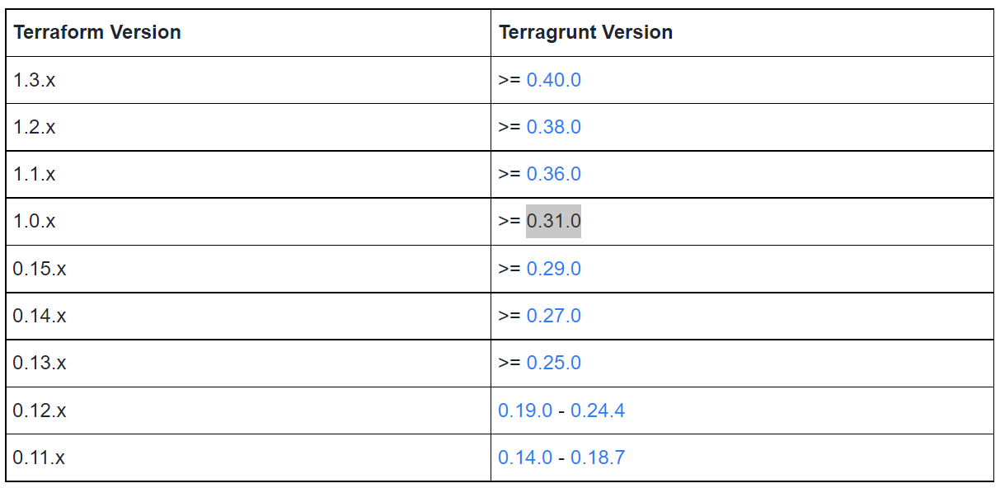 Terraform Version Terragrunt Version
1.3.x >= 0.40.0
1.2.x >= 0.38.0
1.1.x >= 0.36.0
1.0.x >= 0.31.0
0.15.x >= 0.29.0
0.14.x >= 0.27.0
0.13.x >= 0.25.0
0.12.x 0.19.0 - 0.24.4
0.11.x 0.14.0 - 0.18.7